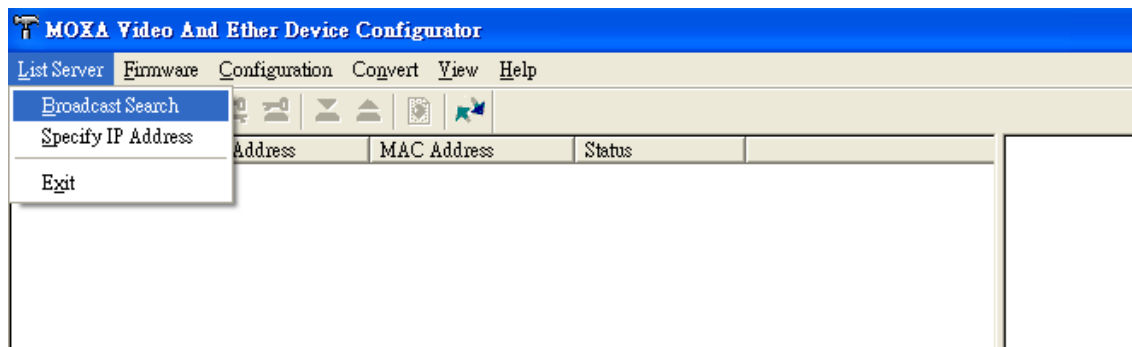 MOXA Video And Ether Device Configurator
List Server Firmware Configuration Convert View Help
Broadcast Search
Specify IP Address
Address MAC Address Status
Exit